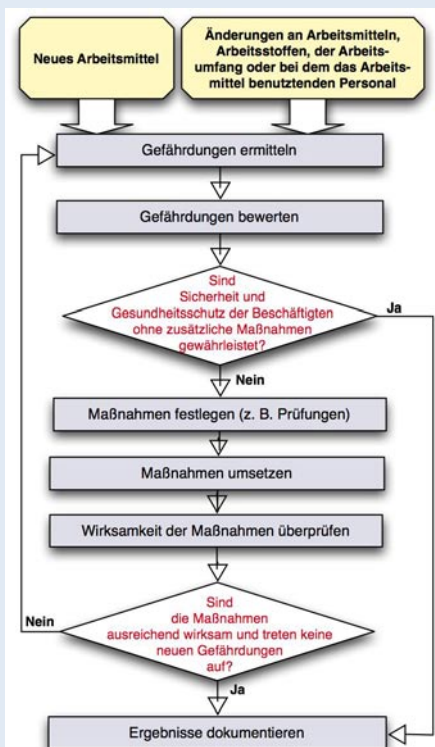 Neues Arbeitsmittel
Änderungen an Arbeitsmitteln,
Arbeitsstoffen, der Arbeits-
umfang oder bei dem das Arbeits-
mittel benutztenden Personal
Gefährdungen ermitteln
Gefährdungen bewerten
Sind
Sicherheit und
Gesundheitsschutz der Beschäftigten
ohne zusätzliche Maßnahmen
gewährleistet?
Ja
Nein
Maßnahmen festlegen (z. B. Prüfungen)
Maßnahmen umsetzen
Wirksamkeit der Maßnahmen überprüfen
Nein
Sind
die Maßnahmen
ausreichend wirksam und treten keine
neuen Gefährdungen
auf?
Ja
Ergebnisse dokumentieren